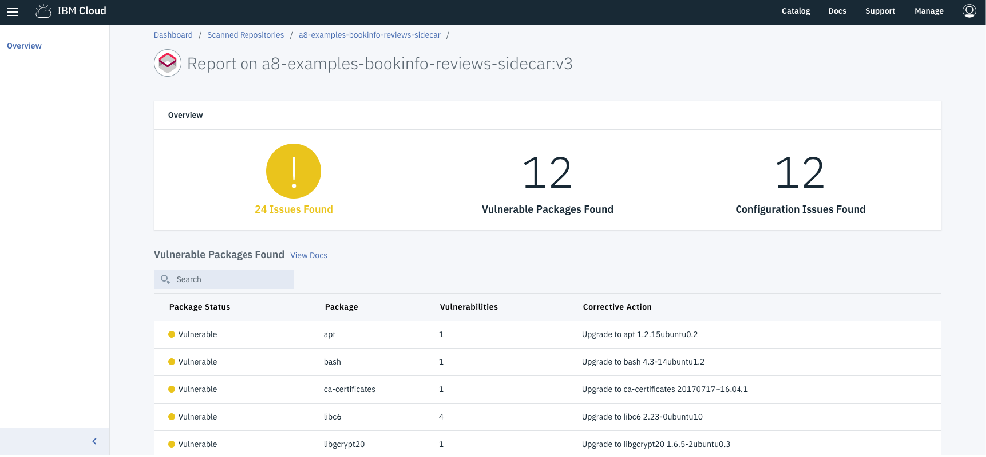 IBM Cloud Catalog Docs Support Manage
Overview
Dashboard / Scanned Repositories / a8-examples-bookinfo-reviews-sidecar /
Report on a8-examples-bookinfo-reviews-sidecar:v3
Overview
! 12 12
24 Issues Found Vulnerable Packages Found Configuration Issues Found
Vulnerable Packages Found View Docs
Search
Package Status Package Vulnerabilities Corrective Action
Vulnerable apt 1 Upgrade to apt 1.2.15ubuntu0.2
Vulnerable bash 1 Upgrade to bash 4.3-14ubuntu1.2
Vulnerable ca-certificates 1 Upgrade to ca-certificates 20170717~16.04.1
Vulnerable libc6 4 Upgrade to libc6 2.23-0ubuntu10
Vulnerable libgcrypt20 1 Upgrade to libgcrypt20 1.6.5-2ubuntu0.3